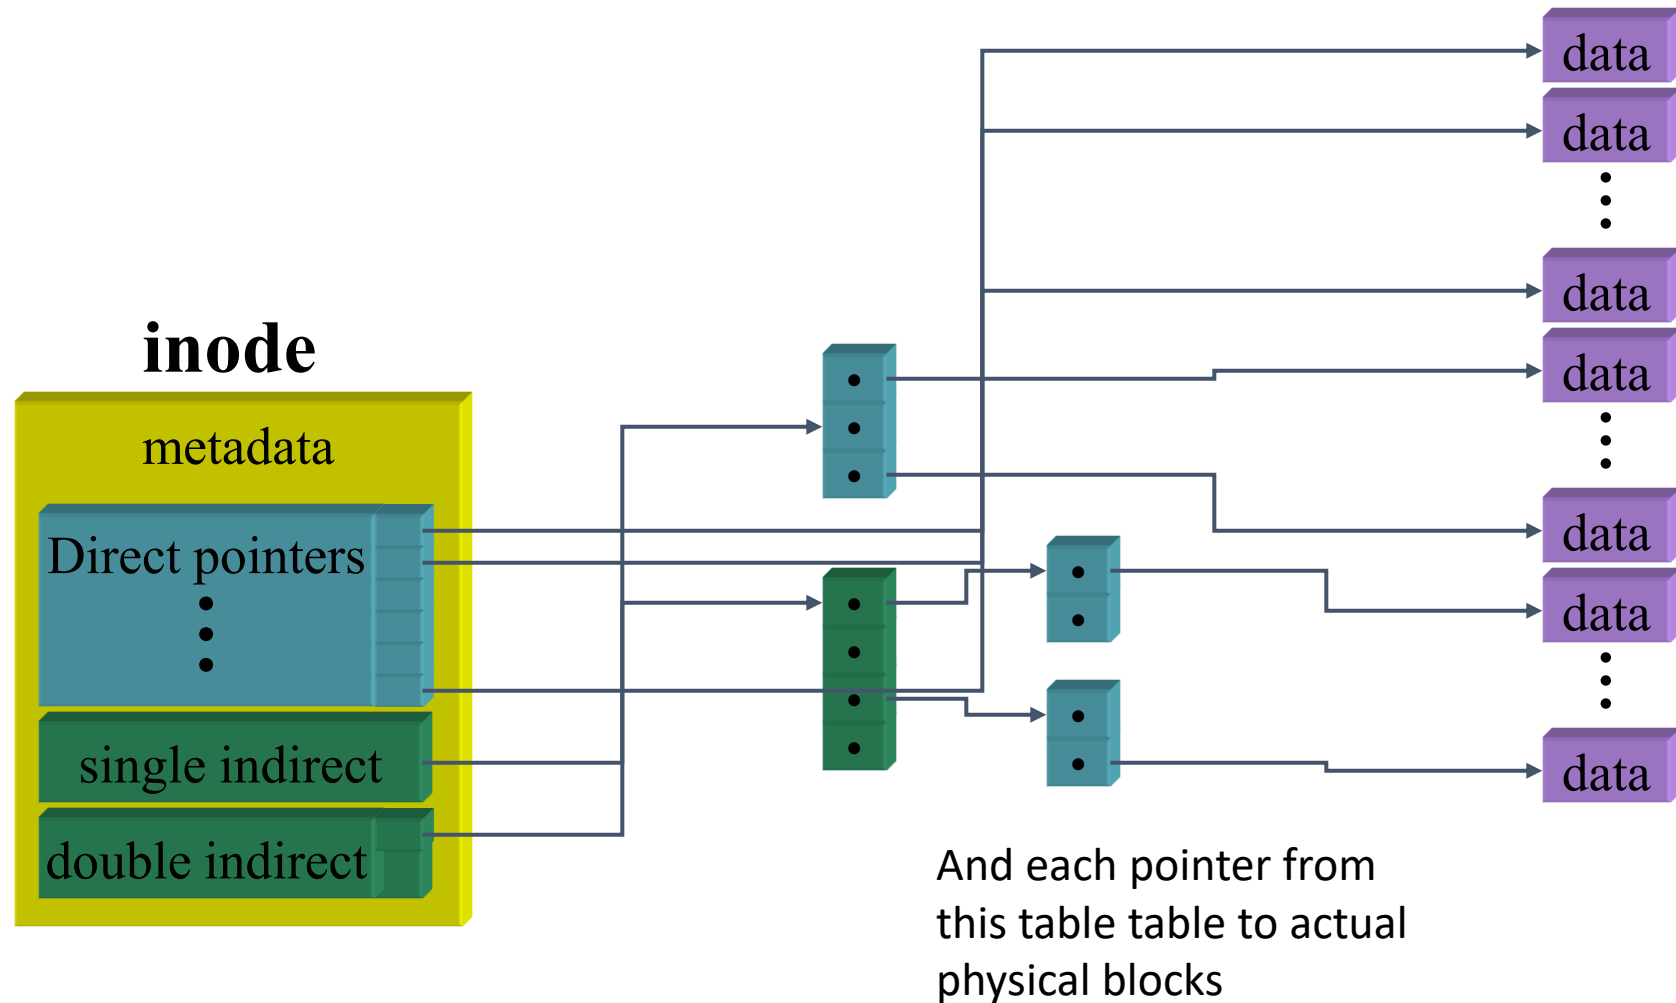 inode
metadata
Direct pointers
single indirect
double indirect
data
data
data
data
data
data
data
And each pointer from
this table table to actual
physical blocks